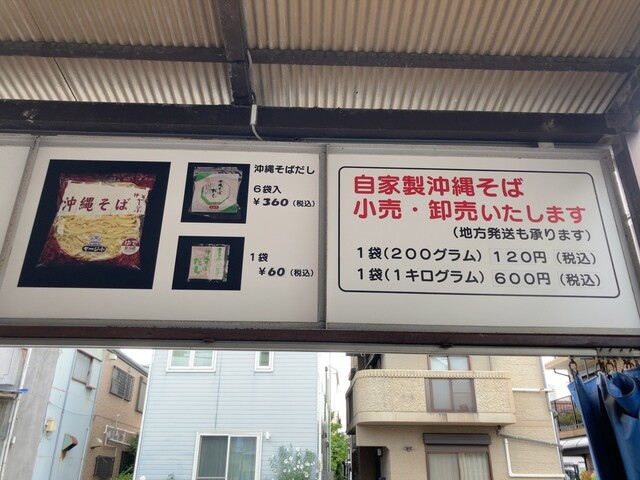 沖縄そば
沖縄そばだし
6袋入
¥360(税込)
1袋
¥60(税込)
自家製沖縄そば
小売・卸売いたします
(地方発送も承ります)
1袋(200グラム) 120円(税込)
1袋(1キログラム) 600円(税込)